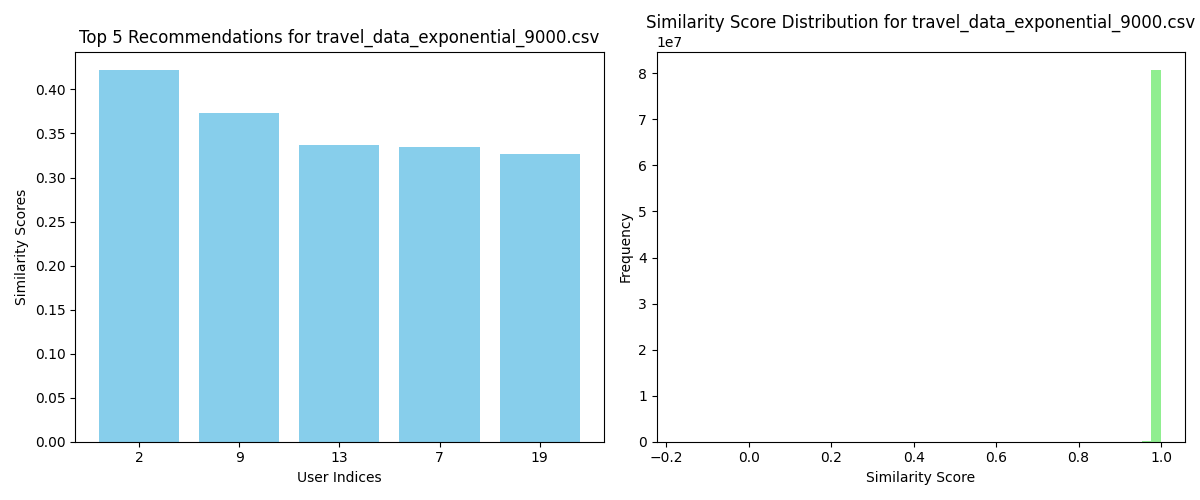 Top 5 Recommendations for travel_data_exponential_9000.csv
0.40
0.35
0.30
0.25
0.20
0.15
0.10
0.05
0.00
Similarity Scores
2 9 13 7 19
User Indices
Similarity Score Distribution for travel_data_exponential_9000.csv
1e7
8
7
6
5
4
3
2
1
0
Frequency
−0.2 0.0 0.2 0.4 0.6 0.8 1.0
Similarity Score